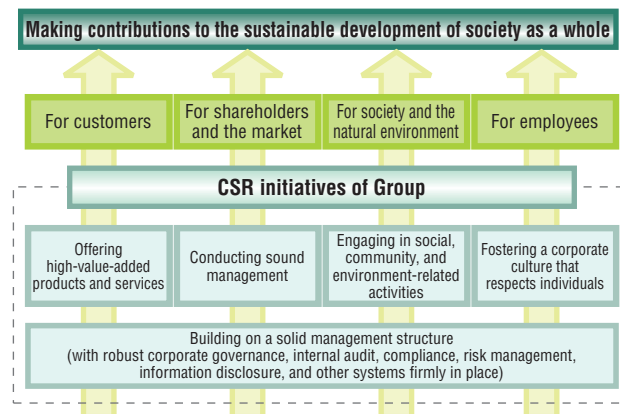 Making contributions to the sustainable development of society as a whole
For customers
For shareholders
and the market
For society and the
natural environment
For employees
CSR initiatives of Group
Offering
high-value-added
products and services
Conducting sound
management
Engaging in social,
community, and
environment-related
activities
Fostering a corporate
culture that
respects individuals
Building on a solid management structure
(with robust corporate governance, internal audit, compliance, risk management,
information disclosure, and other systems firmly in place)